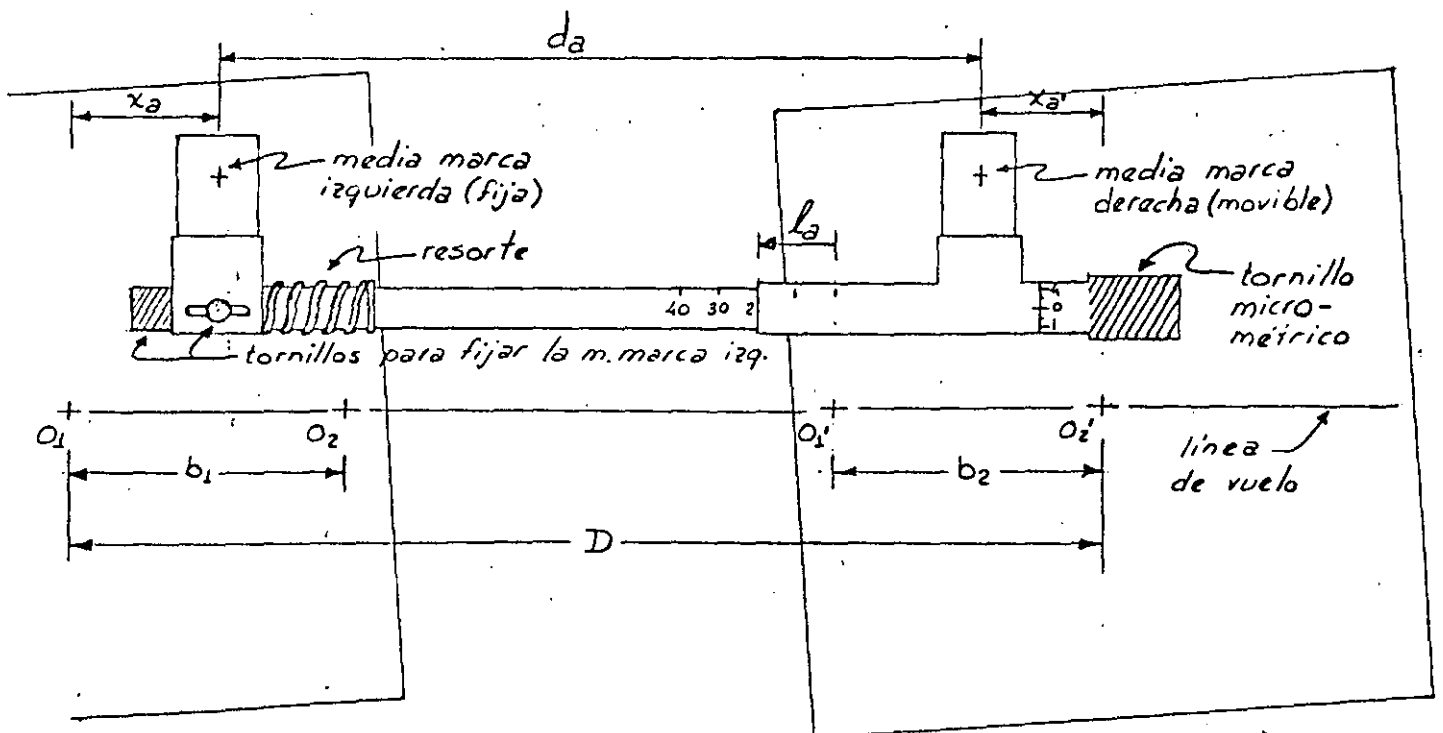 da
xa
xa'
media marca
izquierda (fija)
media marca
derecha (movible)
la
resorte
tornillo
micro-
métrico
40 30 2
1 0 1
tornillos para fijar la m. marca izq.
O1
O2
O1'
O2'
línea
de vuelo
b1
b2
D